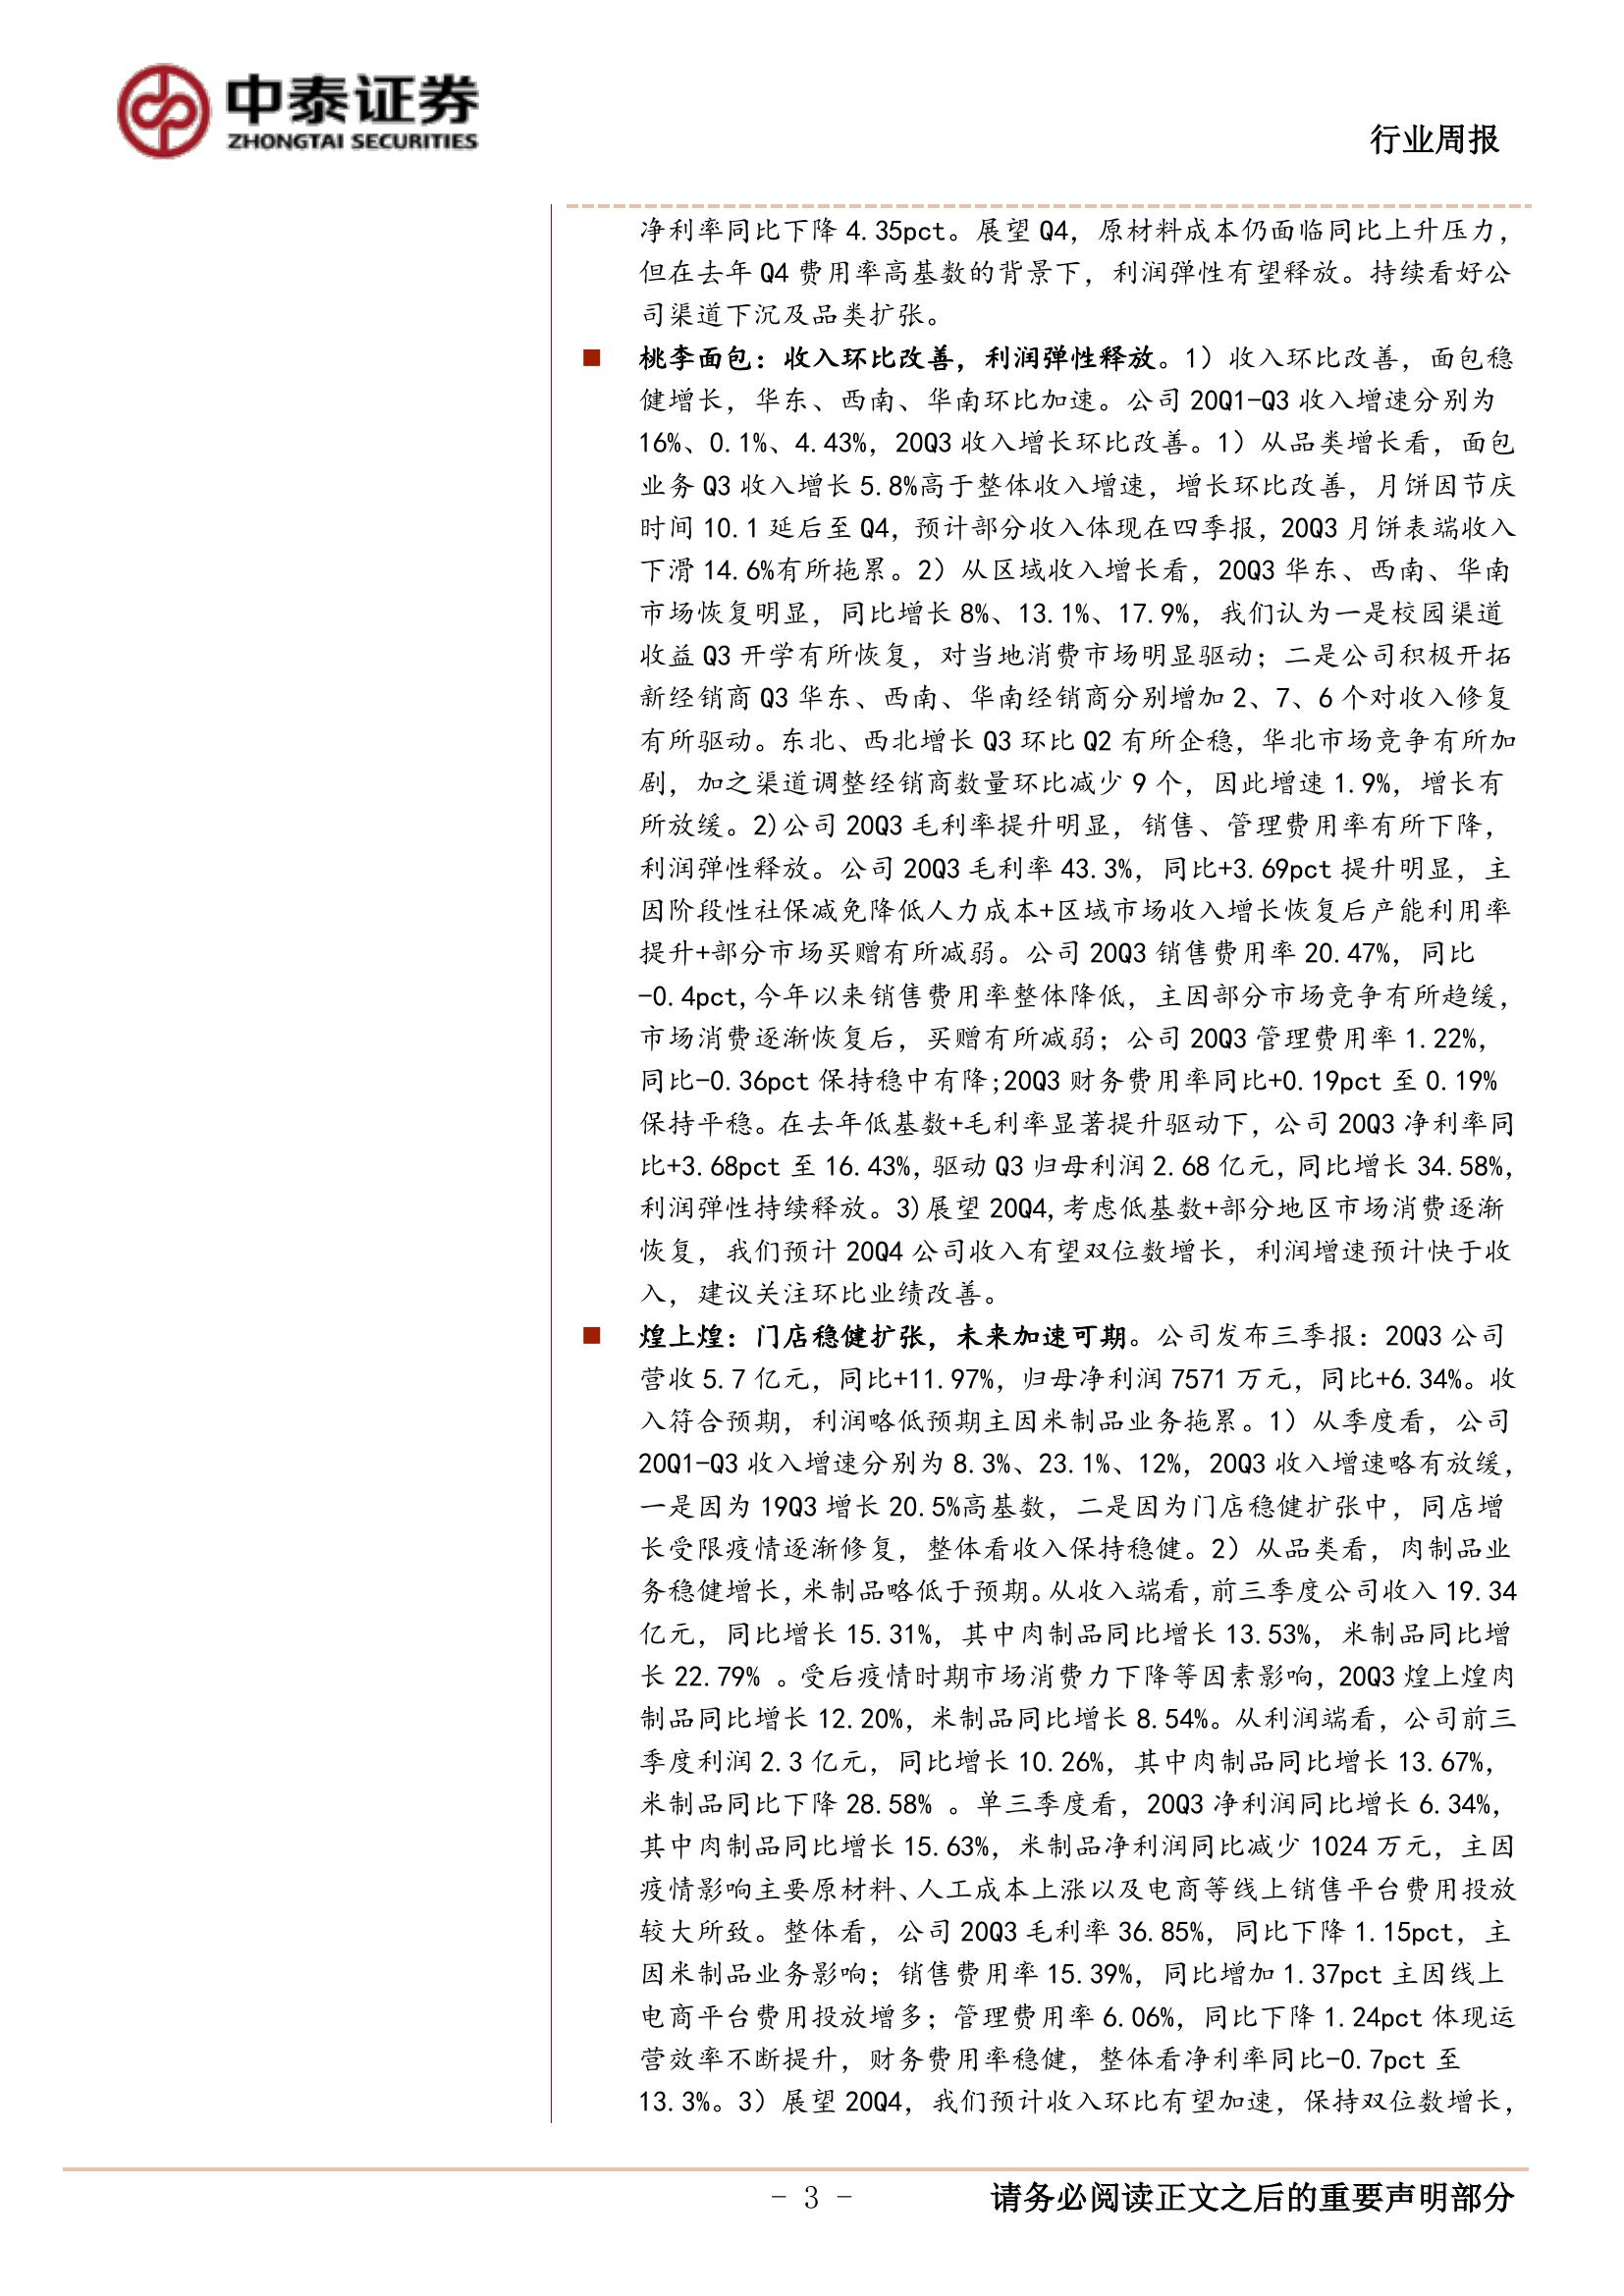 中泰证券
ZHONGTAI SECURITIES
行业周报
净利率同比下降 4.35pct。展望 Q4，原材料成本仍面临同比上升压力，
但在去年 Q4 费用率高基数的背景下，利润弹性有望释放。持续看好公
司渠道下沉及品类扩张。
■ 桃李面包：收入环比改善，利润弹性释放。1）收入环比改善，面包稳
健增长，华东、西南、华南环比加速。公司 20Q1-Q3 收入增速分别为
16%、0.1%、4.43%，20Q3 收入增长环比改善。1）从品类增长看，面包
业务 Q3 收入增长 5.8%高于整体收入增速，增长环比改善，月饼因节庆
时间 10.1 延后至 Q4，预计部分收入体现在四季报，20Q3 月饼表端收入
下滑 14.6%有所拖累。2）从区域收入增长看，20Q3 华东、西南、华南
市场恢复明显，同比增长 8%、13.1%、17.9%，我们认为一是校园渠道
收益 Q3 开学有所恢复，对当地消费市场明显驱动；二是公司积极开拓
新经销商 Q3 华东、西南、华南经销商分别增加 2、7、6 个对收入修复
有所驱动。东北、西北增长 Q3 环比 Q2 有所企稳，华北市场竞争有所加
剧，加之渠道调整经销商数量环比减少 9 个，因此增速 1.9%，增长有
所放缓。2)公司 20Q3 毛利率提升明显，销售、管理费用率有所下降，
利润弹性释放。公司 20Q3 毛利率 43.3%，同比+3.69pct 提升明显，主
因阶段性社保减免降低人力成本+区域市场收入增长恢复后产能利用率
提升+部分市场买赠有所减弱。公司 20Q3 销售费用率 20.47%，同比
-0.4pct,今年以来销售费用率整体降低，主因部分市场竞争有所趋缓，
市场消费逐渐恢复后，买赠有所减弱；公司 20Q3 管理费用率 1.22%，
同比-0.36pct 保持稳中有降;20Q3 财务费用率同比+0.19pct 至 0.19%
保持平稳。在去年低基数+毛利率显著提升驱动下，公司 20Q3 净利率同
比+3.68pct 至 16.43%,驱动 Q3 归母利润 2.68 亿元，同比增长 34.58%，
利润弹性持续释放。3)展望 20Q4,考虑低基数+部分地区市场消费逐渐
恢复，我们预计 20Q4 公司收入有望双位数增长，利润增速预计快于收
入，建议关注环比业绩改善。
■ 煌上煌：门店稳健扩张，未来加速可期。公司发布三季报：20Q3 公司
营收 5.7 亿元，同比+11.97%，归母净利润 7571 万元，同比+6.34%。收
入符合预期，利润略低预期主因米制品业务拖累。1）从季度看，公司
20Q1-Q3 收入增速分别为 8.3%、23.1%、12%，20Q3 收入增速略有放缓，
一是因为 19Q3 增长 20.5%高基数，二是因为门店稳健扩张中，同店增
长受限疫情逐渐修复，整体看收入保持稳健。2）从品类看，肉制品业
务稳健增长,米制品略低于预期。从收入端看,前三季度公司收入 19.34
亿元，同比增长 15.31%，其中肉制品同比增长 13.53%，米制品同比增
长 22.79% 。受后疫情时期市场消费力下降等因素影响，20Q3 煌上煌肉
制品同比增长 12.20%，米制品同比增长 8.54%。从利润端看，公司前三
季度利润 2.3 亿元，同比增长 10.26%，其中肉制品同比增长 13.67%，
米制品同比下降 28.58% 。单三季度看，20Q3 净利润同比增长 6.34%，
其中肉制品同比增长 15.63%，米制品净利润同比减少 1024 万元，主因
疫情影响主要原材料、人工成本上涨以及电商等线上销售平台费用投放
较大所致。整体看，公司 20Q3 毛利率 36.85%，同比下降 1.15pct，主
因米制品业务影响；销售费用率 15.39%，同比增加 1.37pct 主因线上
电商平台费用投放增多；管理费用率 6.06%，同比下降 1.24pct 体现运
营效率不断提升，财务费用率稳健，整体看净利率同比-0.7pct 至
13.3%。3）展望 20Q4，我们预计收入环比有望加速，保持双位数增长，
- 3 -
请务必阅读正文之后的重要声明部分